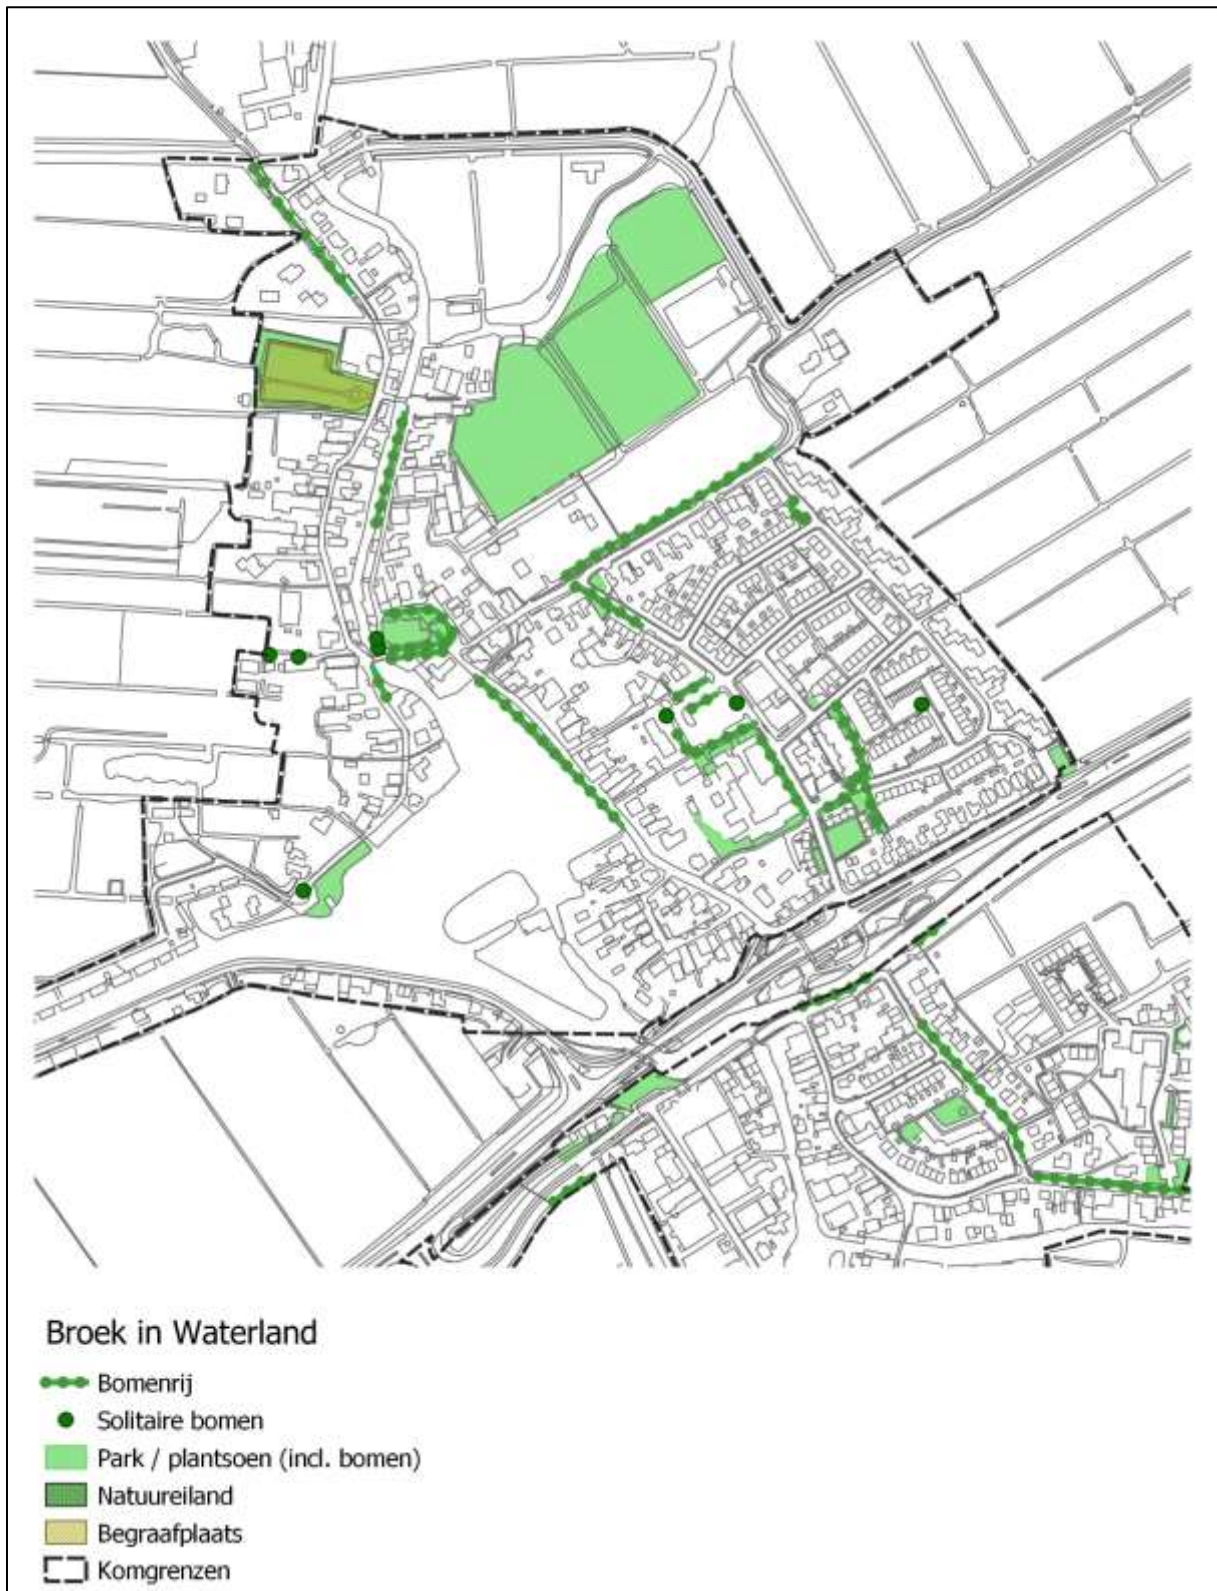 Broek in Waterland
Bomenrij
Solitaire bomen
Park / plantsoen (incl. bomen)
Natuureiland
Begraafplaats
Komgrenzen